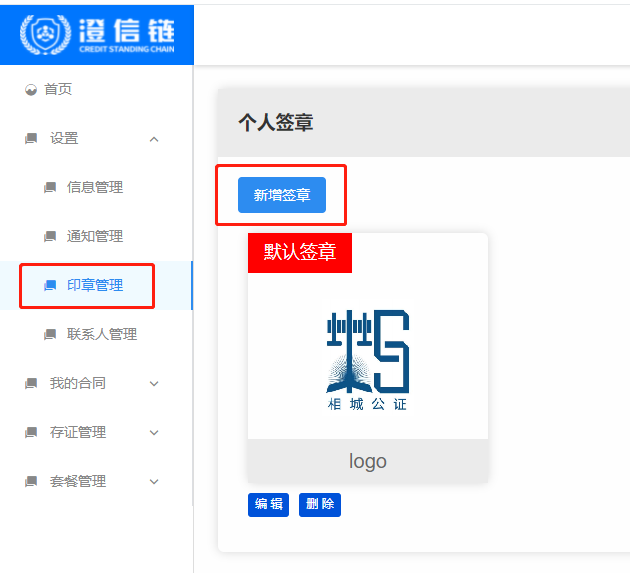 澄信链
CREDIT STANDING CHAIN
首页
设置
信息管理
通知管理
印章管理
联系人管理
我的合同
存证管理
套餐管理
个人签章
新增签章
默认签章
相城公证
logo
编辑
删除